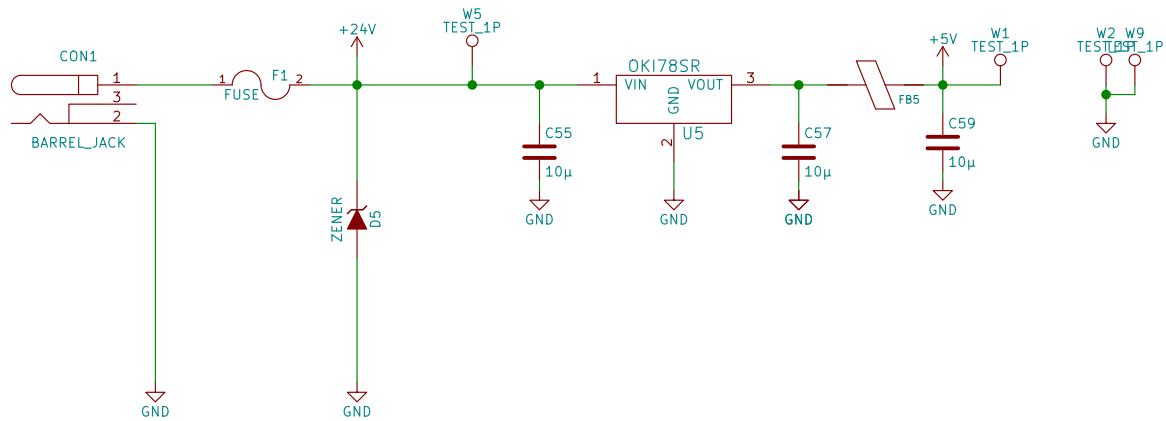 CON1
1
3
2
BARREL_JACK
GND
1
F1
2
FUSE
+24V
ZENER
D5
GND
W5
TEST_1P
C55
10µ
GND
1
OKI78SR
VIN
GND
VOUT
3
2
U5
GND
C57
10µ
GND
FB5
+5V
C59
10µ
GND
W1
TEST_1P
W2
TEST_1P
W9
TEST_1P
GND